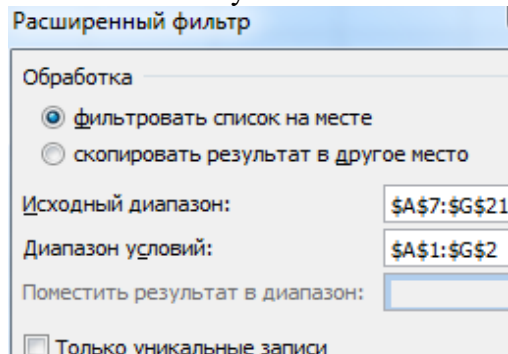 Расширенный фильтр
Обработка
фильтровать список на месте
скопировать результат в другое место
Исходный диапазон: $A$7:$G$21
Диапазон условий: $A$1:$G$2
Поместить результат в диапазон:
Только уникальные записи